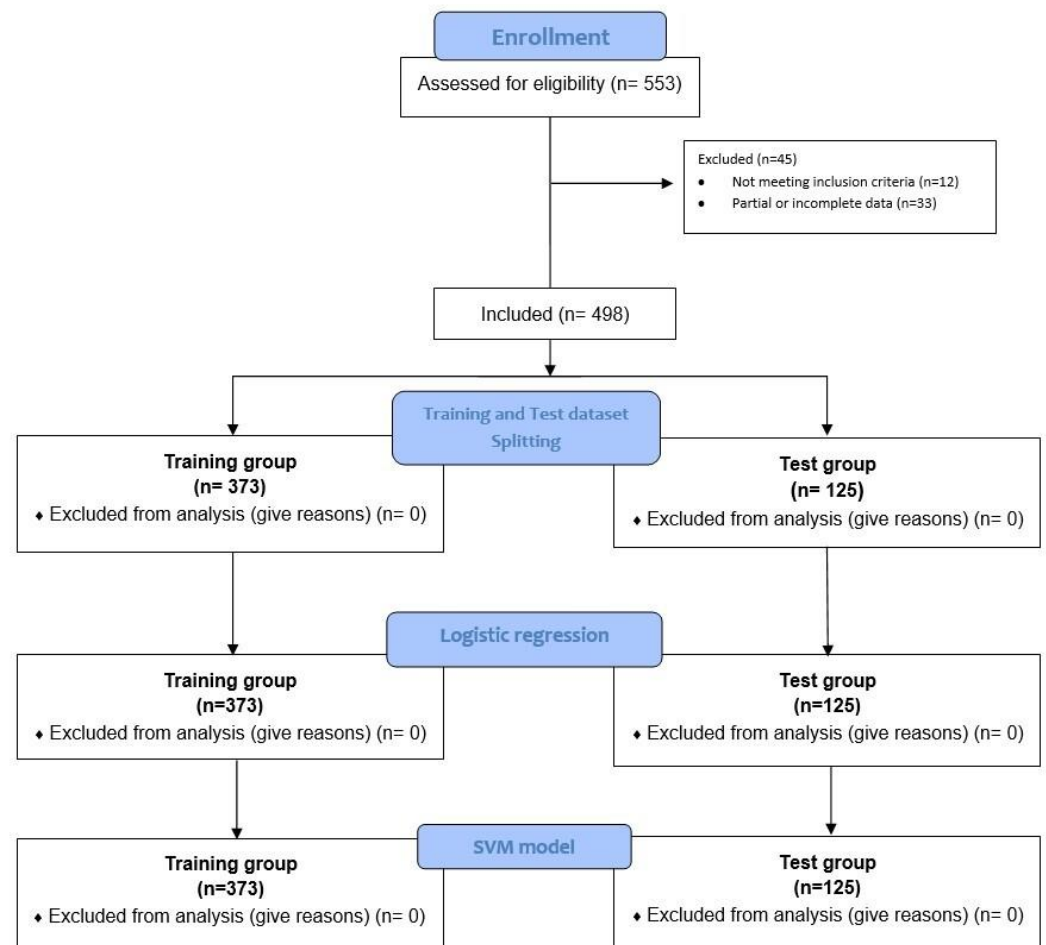 Enrollment
Assessed for eligibility (n= 553)
Excluded (n=45)
• Not meeting inclusion criteria (n=12)
• Partial or incomplete data (n=33)
Included (n= 498)
Training and Test dataset
Splitting
Training group
(n= 373)
♦ Excluded from analysis (give reasons) (n= 0)
Test group
(n= 125)
♦ Excluded from analysis (give reasons) (n= 0)
Logistic regression
Training group
(n=373)
♦ Excluded from analysis (give reasons) (n= 0)
Test group
(n=125)
♦ Excluded from analysis (give reasons) (n= 0)
SVM model
Training group
(n=373)
♦ Excluded from analysis (give reasons) (n= 0)
Test group
(n=125)
♦ Excluded from analysis (give reasons) (n= 0)